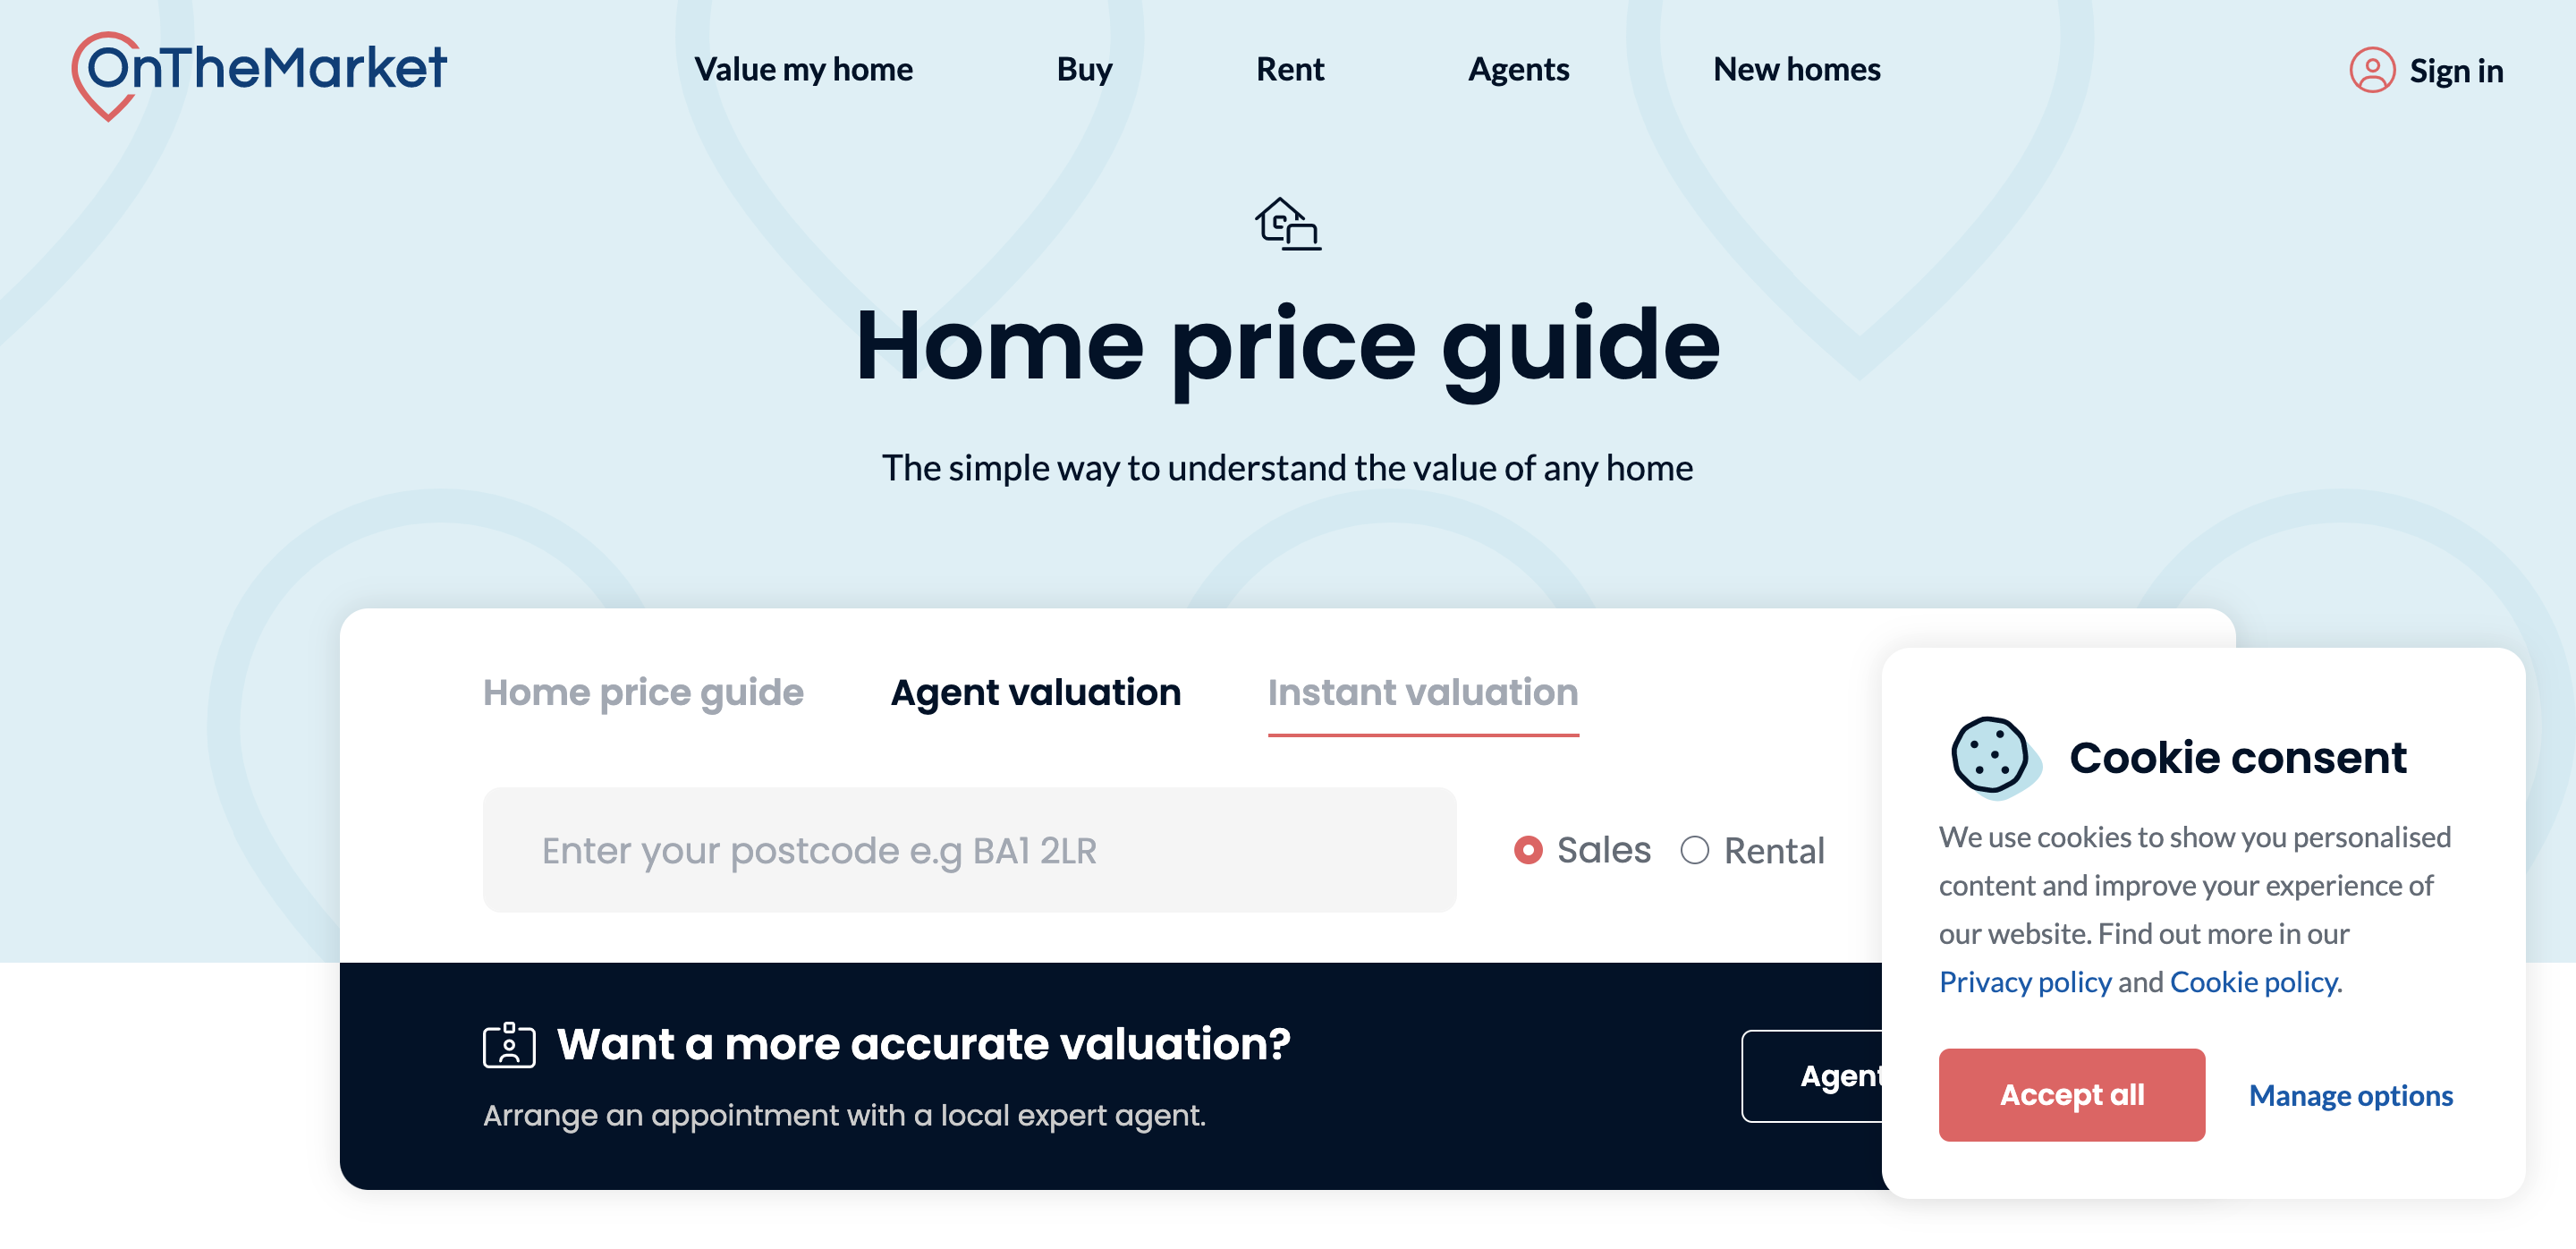 OnTheMarket
Value my home
Buy
Rent
Agents
New homes
Sign in
Home price guide
The simple way to understand the value of any home
Home price guide
Agent valuation
Instant valuation
Enter your postcode e.g BA1 2LR
Sales
Rental
Want a more accurate valuation?
Arrange an appointment with a local expert agent.
Agent
Cookie consent
We use cookies to show you personalised
content and improve your experience of
our website. Find out more in our
Privacy policy and Cookie policy.
Accept all
Manage options